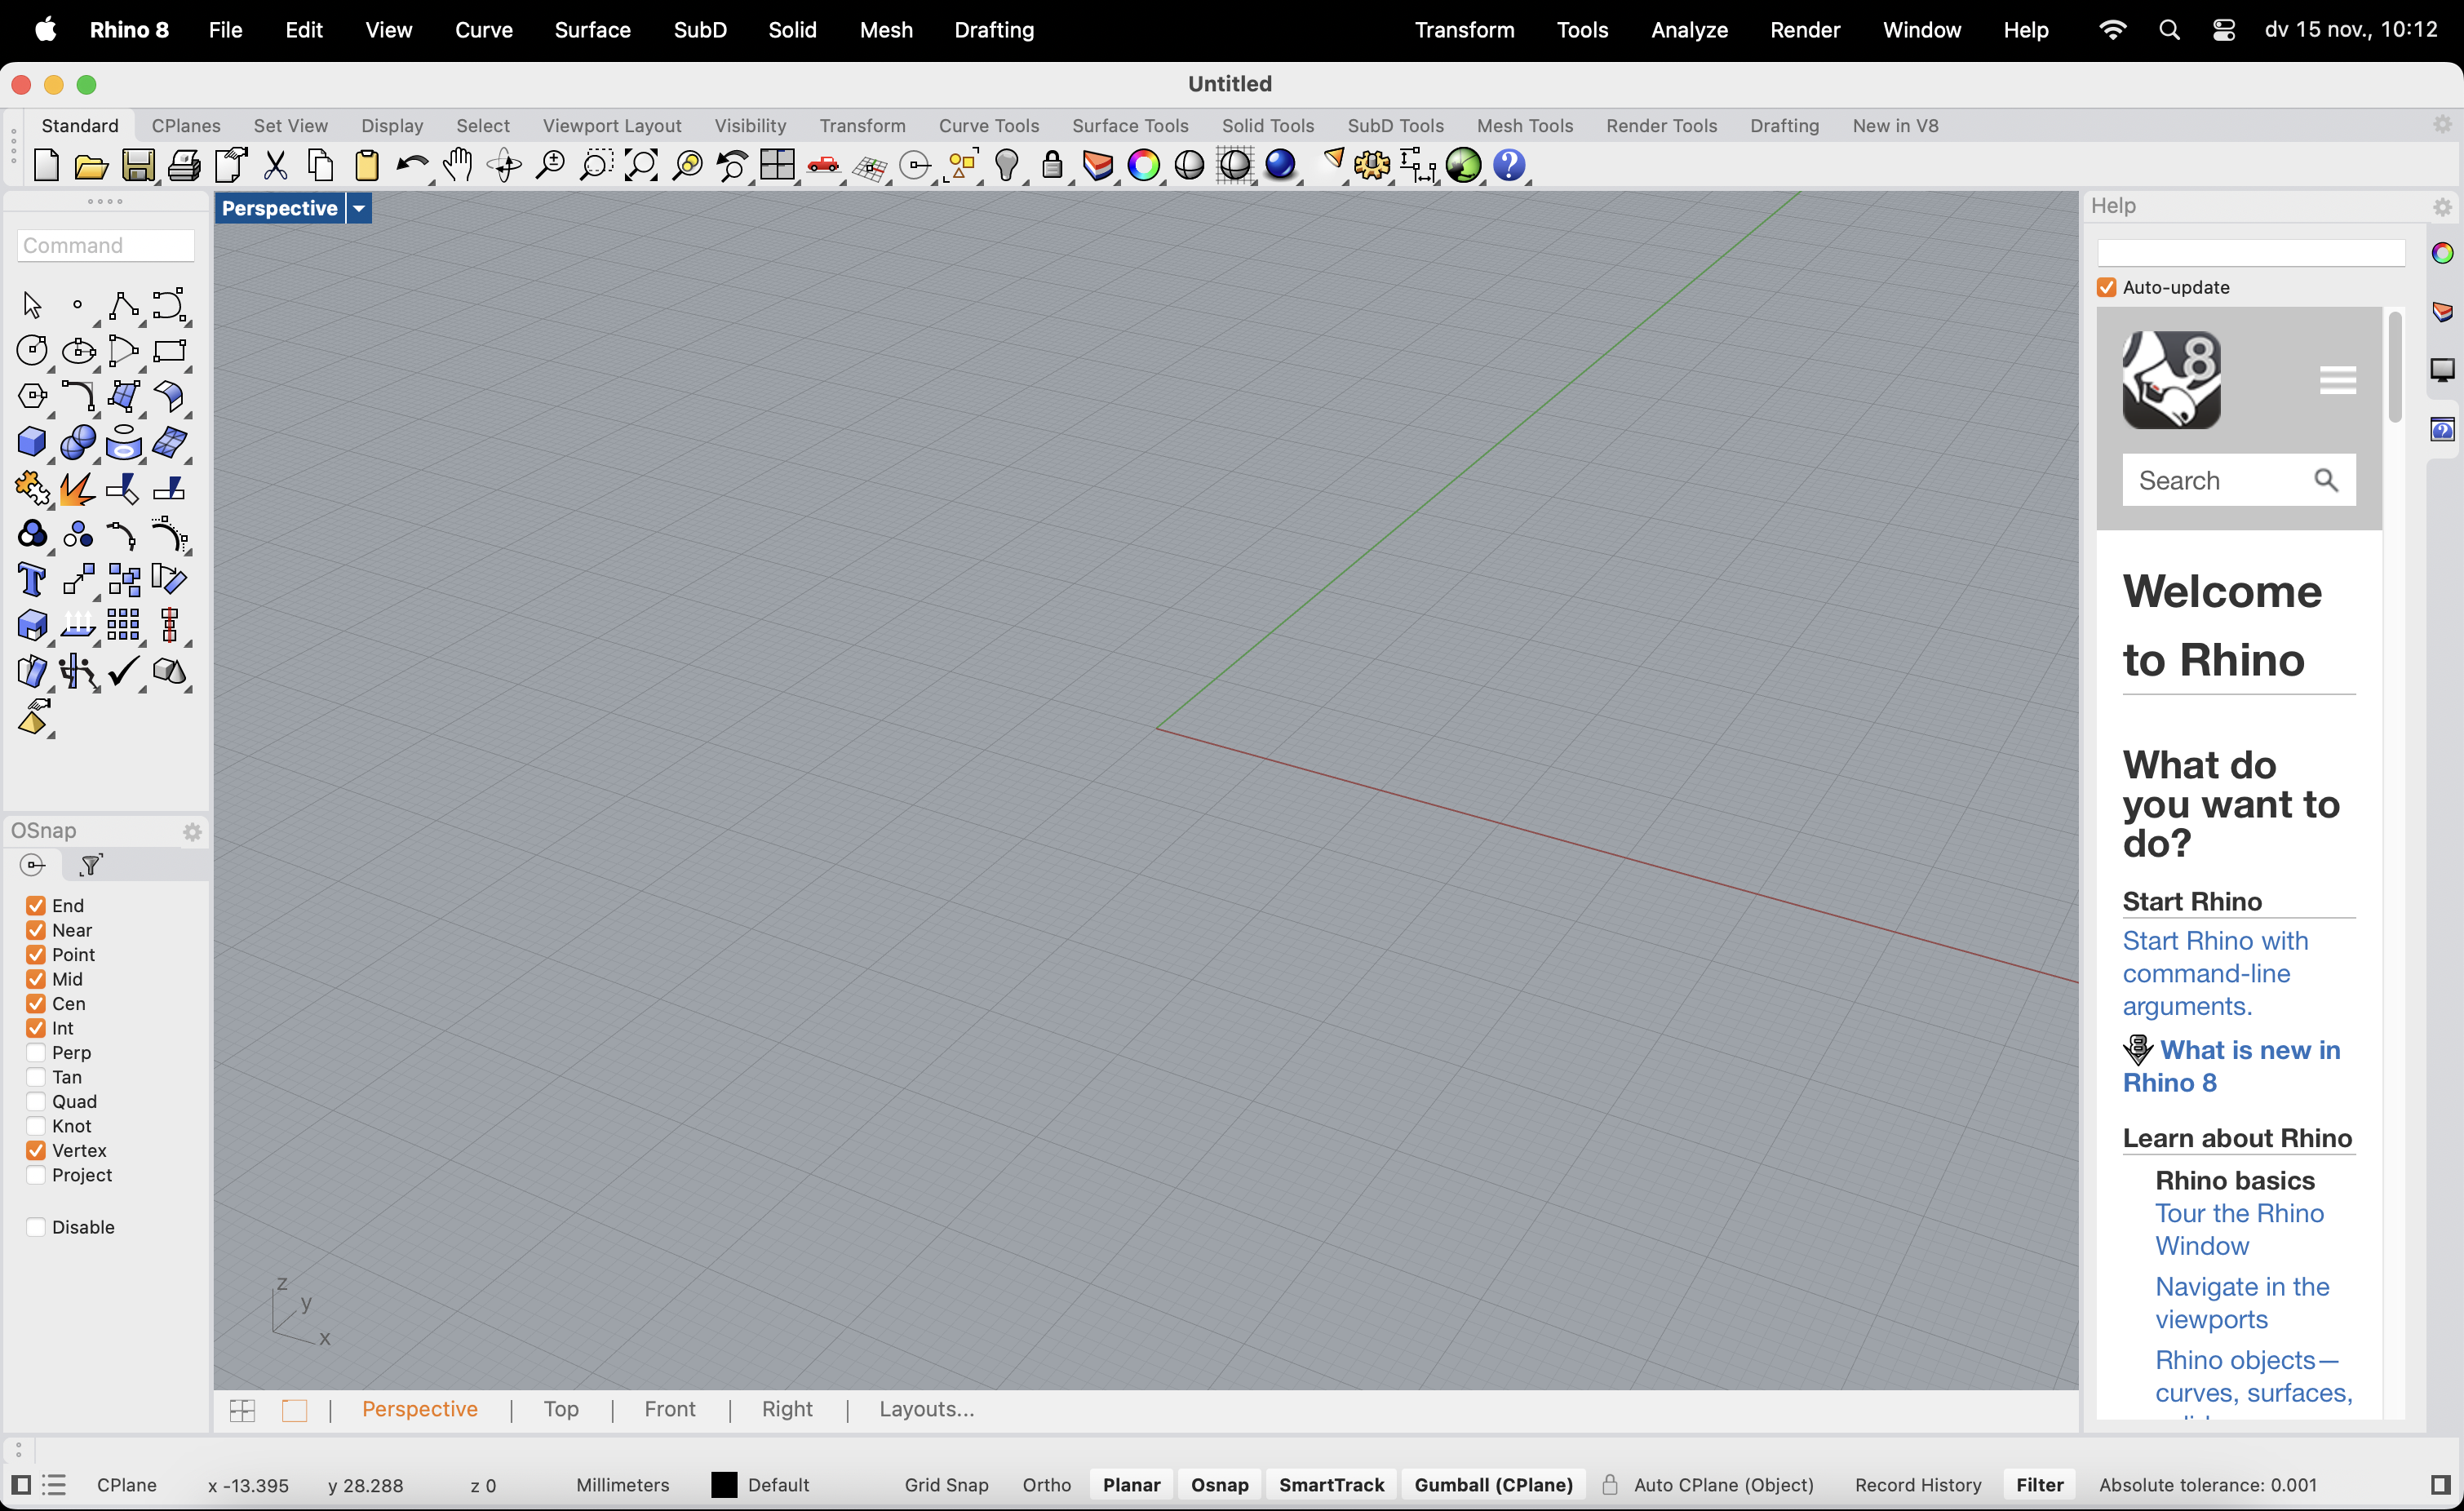 Rhino 8 File Edit View Curve Surface SubD Solid Mesh Drafting Transform Tools Analyze Render Window Help dv 15 nov., 10:12
Untitled
Standard CPlanes Set View Display Select Viewport Layout Visibility Transform Curve Tools Surface Tools Solid Tools SubD Tools Mesh Tools Render Tools Drafting New in V8
Perspective
Command
OSnap
End
Near
Point
Mid
Cen
Int
Perp
Tan
Quad
Knot
Vertex
Project
Disable
z
y
x
Perspective | Top | Front | Right | Layouts...
Help
Auto-update
8
Search
Welcome
to Rhino
What do
you want to
do?
Start Rhino
Start Rhino with
command-line
arguments.
What is new in
Rhino 8
Learn about Rhino
Rhino basics
Tour the Rhino
Window
Navigate in the
viewports
Rhino objects—
curves, surfaces,
CPlane x -13.395 y 28.288 z 0 Millimeters Default Grid Snap Ortho Planar Osnap SmartTrack Gumball (CPlane) Auto CPlane (Object) Record History Filter Absolute tolerance: 0.001